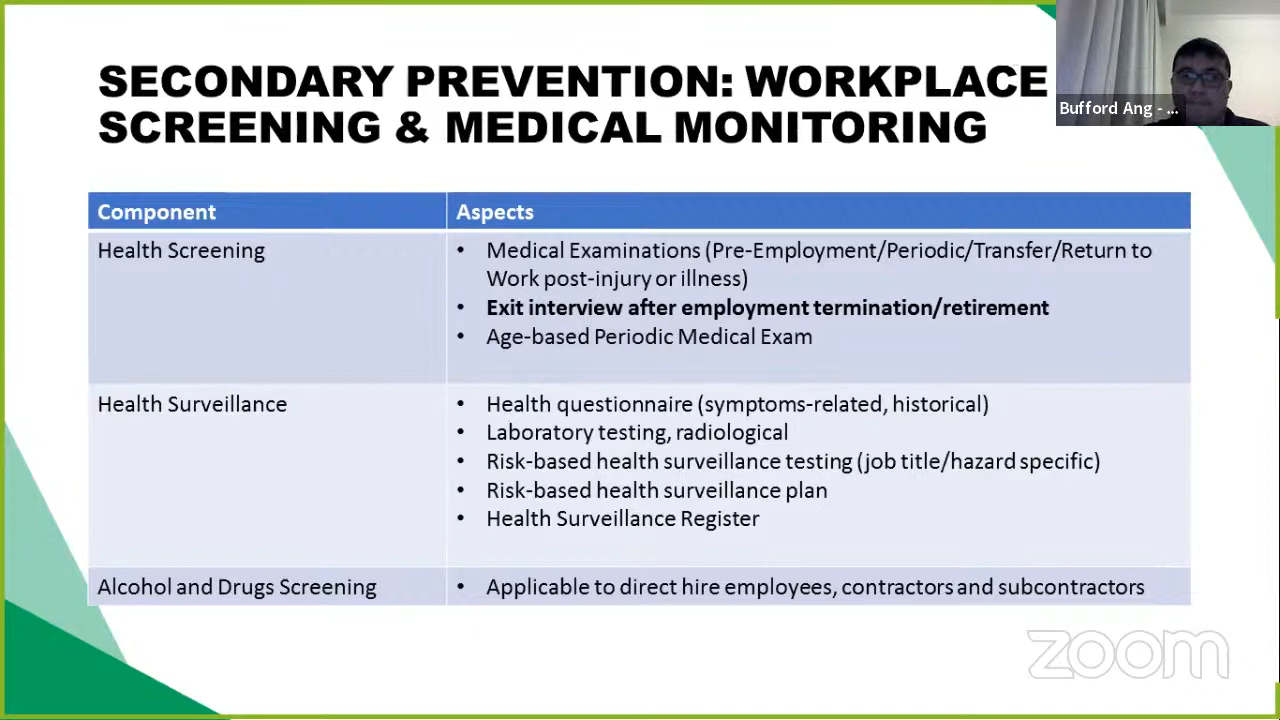 SECONDARY PREVENTION: WORKPLACE
SCREENING & MEDICAL MONITORING
Bufford Ang - ...
Component
Aspects
Health Screening
• Medical Examinations (Pre-Employment/Periodic/Transfer/Return to
Work post-injury or illness)
• Exit interview after employment termination/retirement
• Age-based Periodic Medical Exam
Health Surveillance
• Health questionnaire (symptoms-related, historical)
• Laboratory testing, radiological
• Risk-based health surveillance testing (job title/hazard specific)
• Risk-based health surveillance plan
• Health Surveillance Register
Alcohol and Drugs Screening
• Applicable to direct hire employees, contractors and subcontractors
zoom